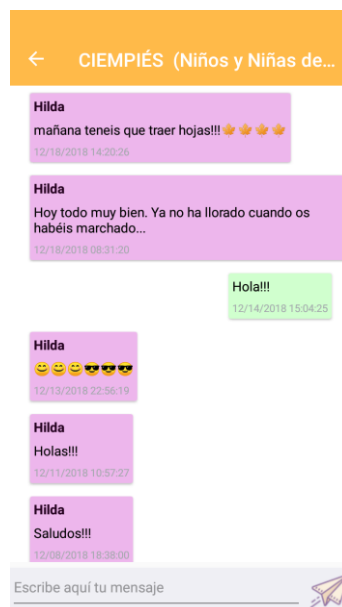 CIEMPIÉS (Niños y Niñas de...
Hilda
mañana teneis que traer hojas!!!🍁🍁🍁🍁
12/18/2018 14:20:26
Hilda
Hoy todo muy bien. Ya no ha llorado cuando os
habéis marchado...
12/18/2018 08:31:20
Hola!!!
12/14/2018 15:04:25
Hilda
😊😊😊😎😎😎
12/13/2018 22:56:19
Hilda
Holas!!!
12/11/2018 10:57:27
Hilda
Saludos!!!
12/08/2018 18:38:00
Escribe aquí tu mensaje